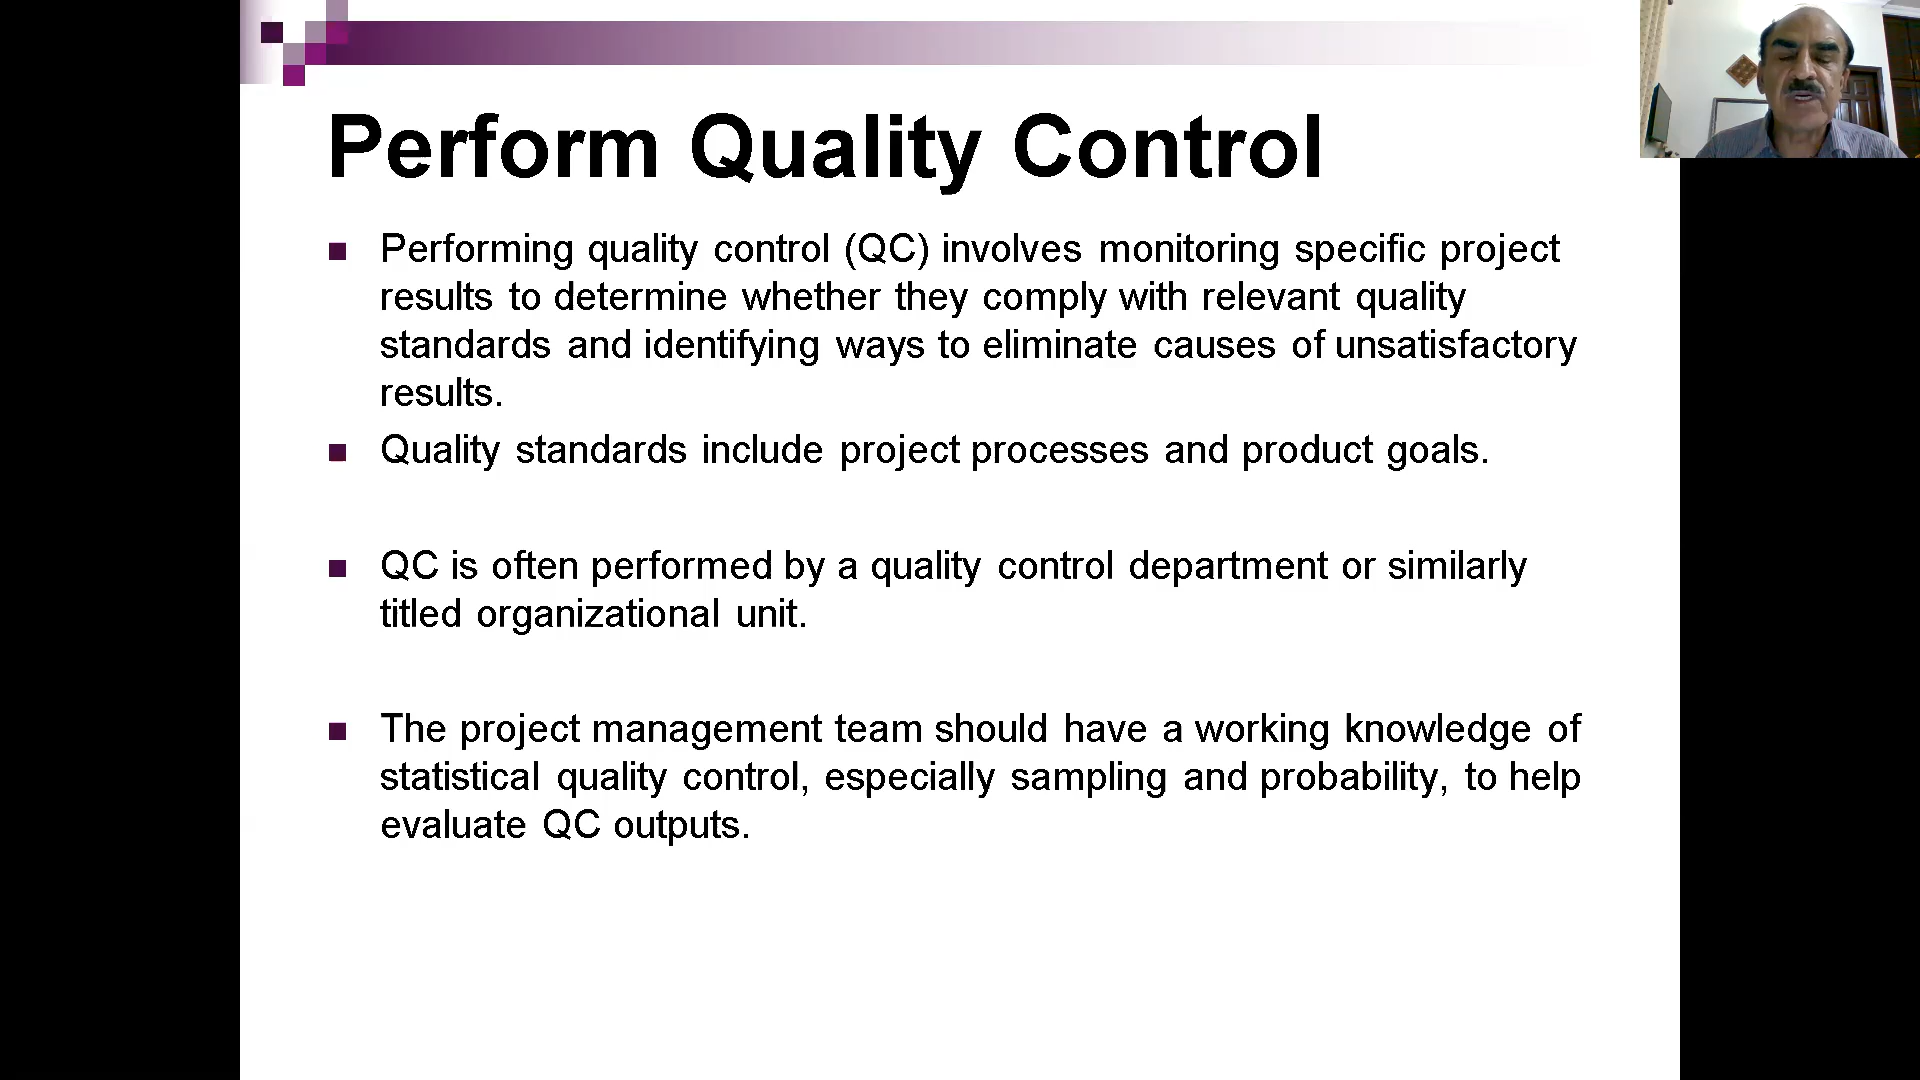 Perform Quality Control
Performing quality control (QC) involves monitoring specific project
results to determine whether they comply with relevant quality
standards and identifying ways to eliminate causes of unsatisfactory
results.
Quality standards include project processes and product goals.
QC is often performed by a quality control department or similarly
titled organizational unit.
The project management team should have a working knowledge of
statistical quality control, especially sampling and probability, to help
evaluate QC outputs.